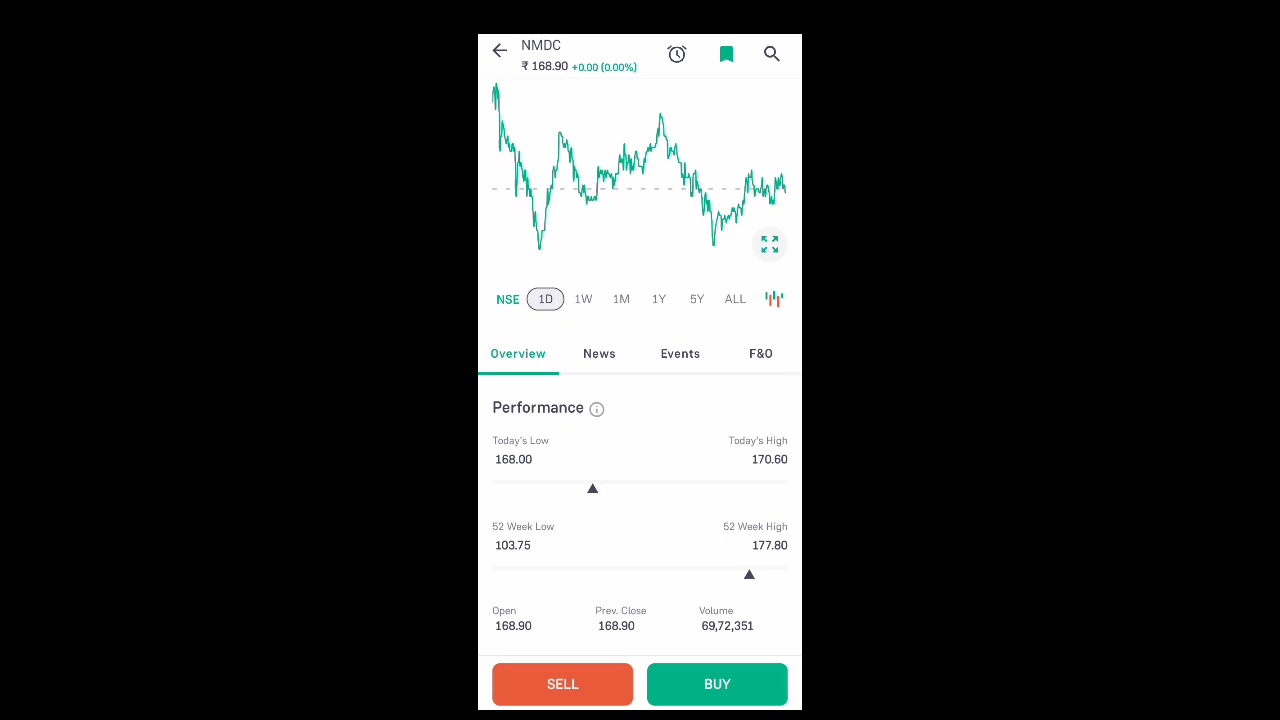 NMDC
₹ 168.90 +0.00 (0.00%)
NSE 1D 1W 1M 1Y 5Y ALL
Overview News Events F&O
Performance
Today's Low Today's High
168.00 170.60
52 Week Low 52 Week High
103.75 177.80
Open Prev. Close Volume
168.90 168.90 69,72,351
SELL BUY